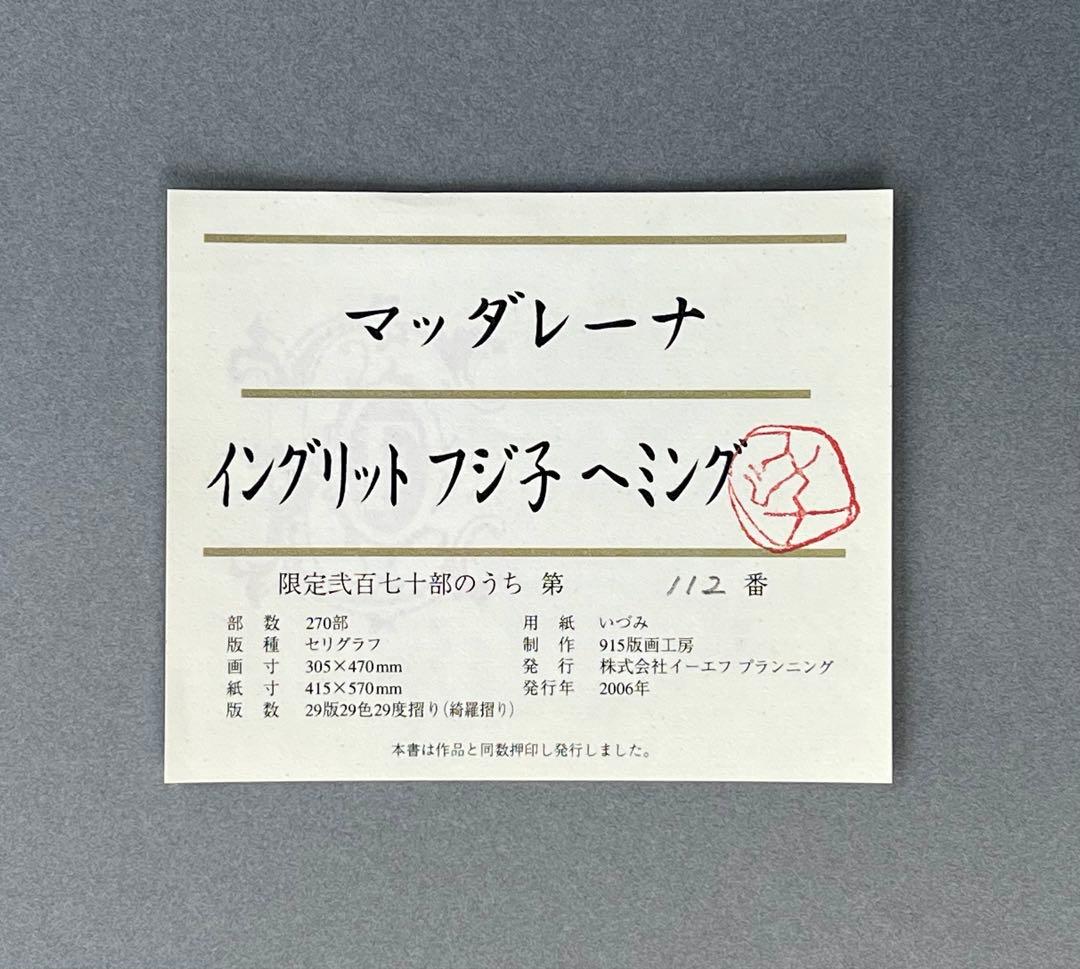 マッダレーナ
イングリット フジ子 ヘミング
限定弐百七十部のうち 第 112 番
部 数 270部
版 種 セリグラフ
画 寸 305×470mm
紙 寸 415×570mm
版 数 29版29色29度摺り(綺羅摺り)
用 紙 いづみ
制 作 915版画工房
発 行 株式会社イーエフ プランニング
発行年 2006年
本書は作品と同数押印し発行しました。